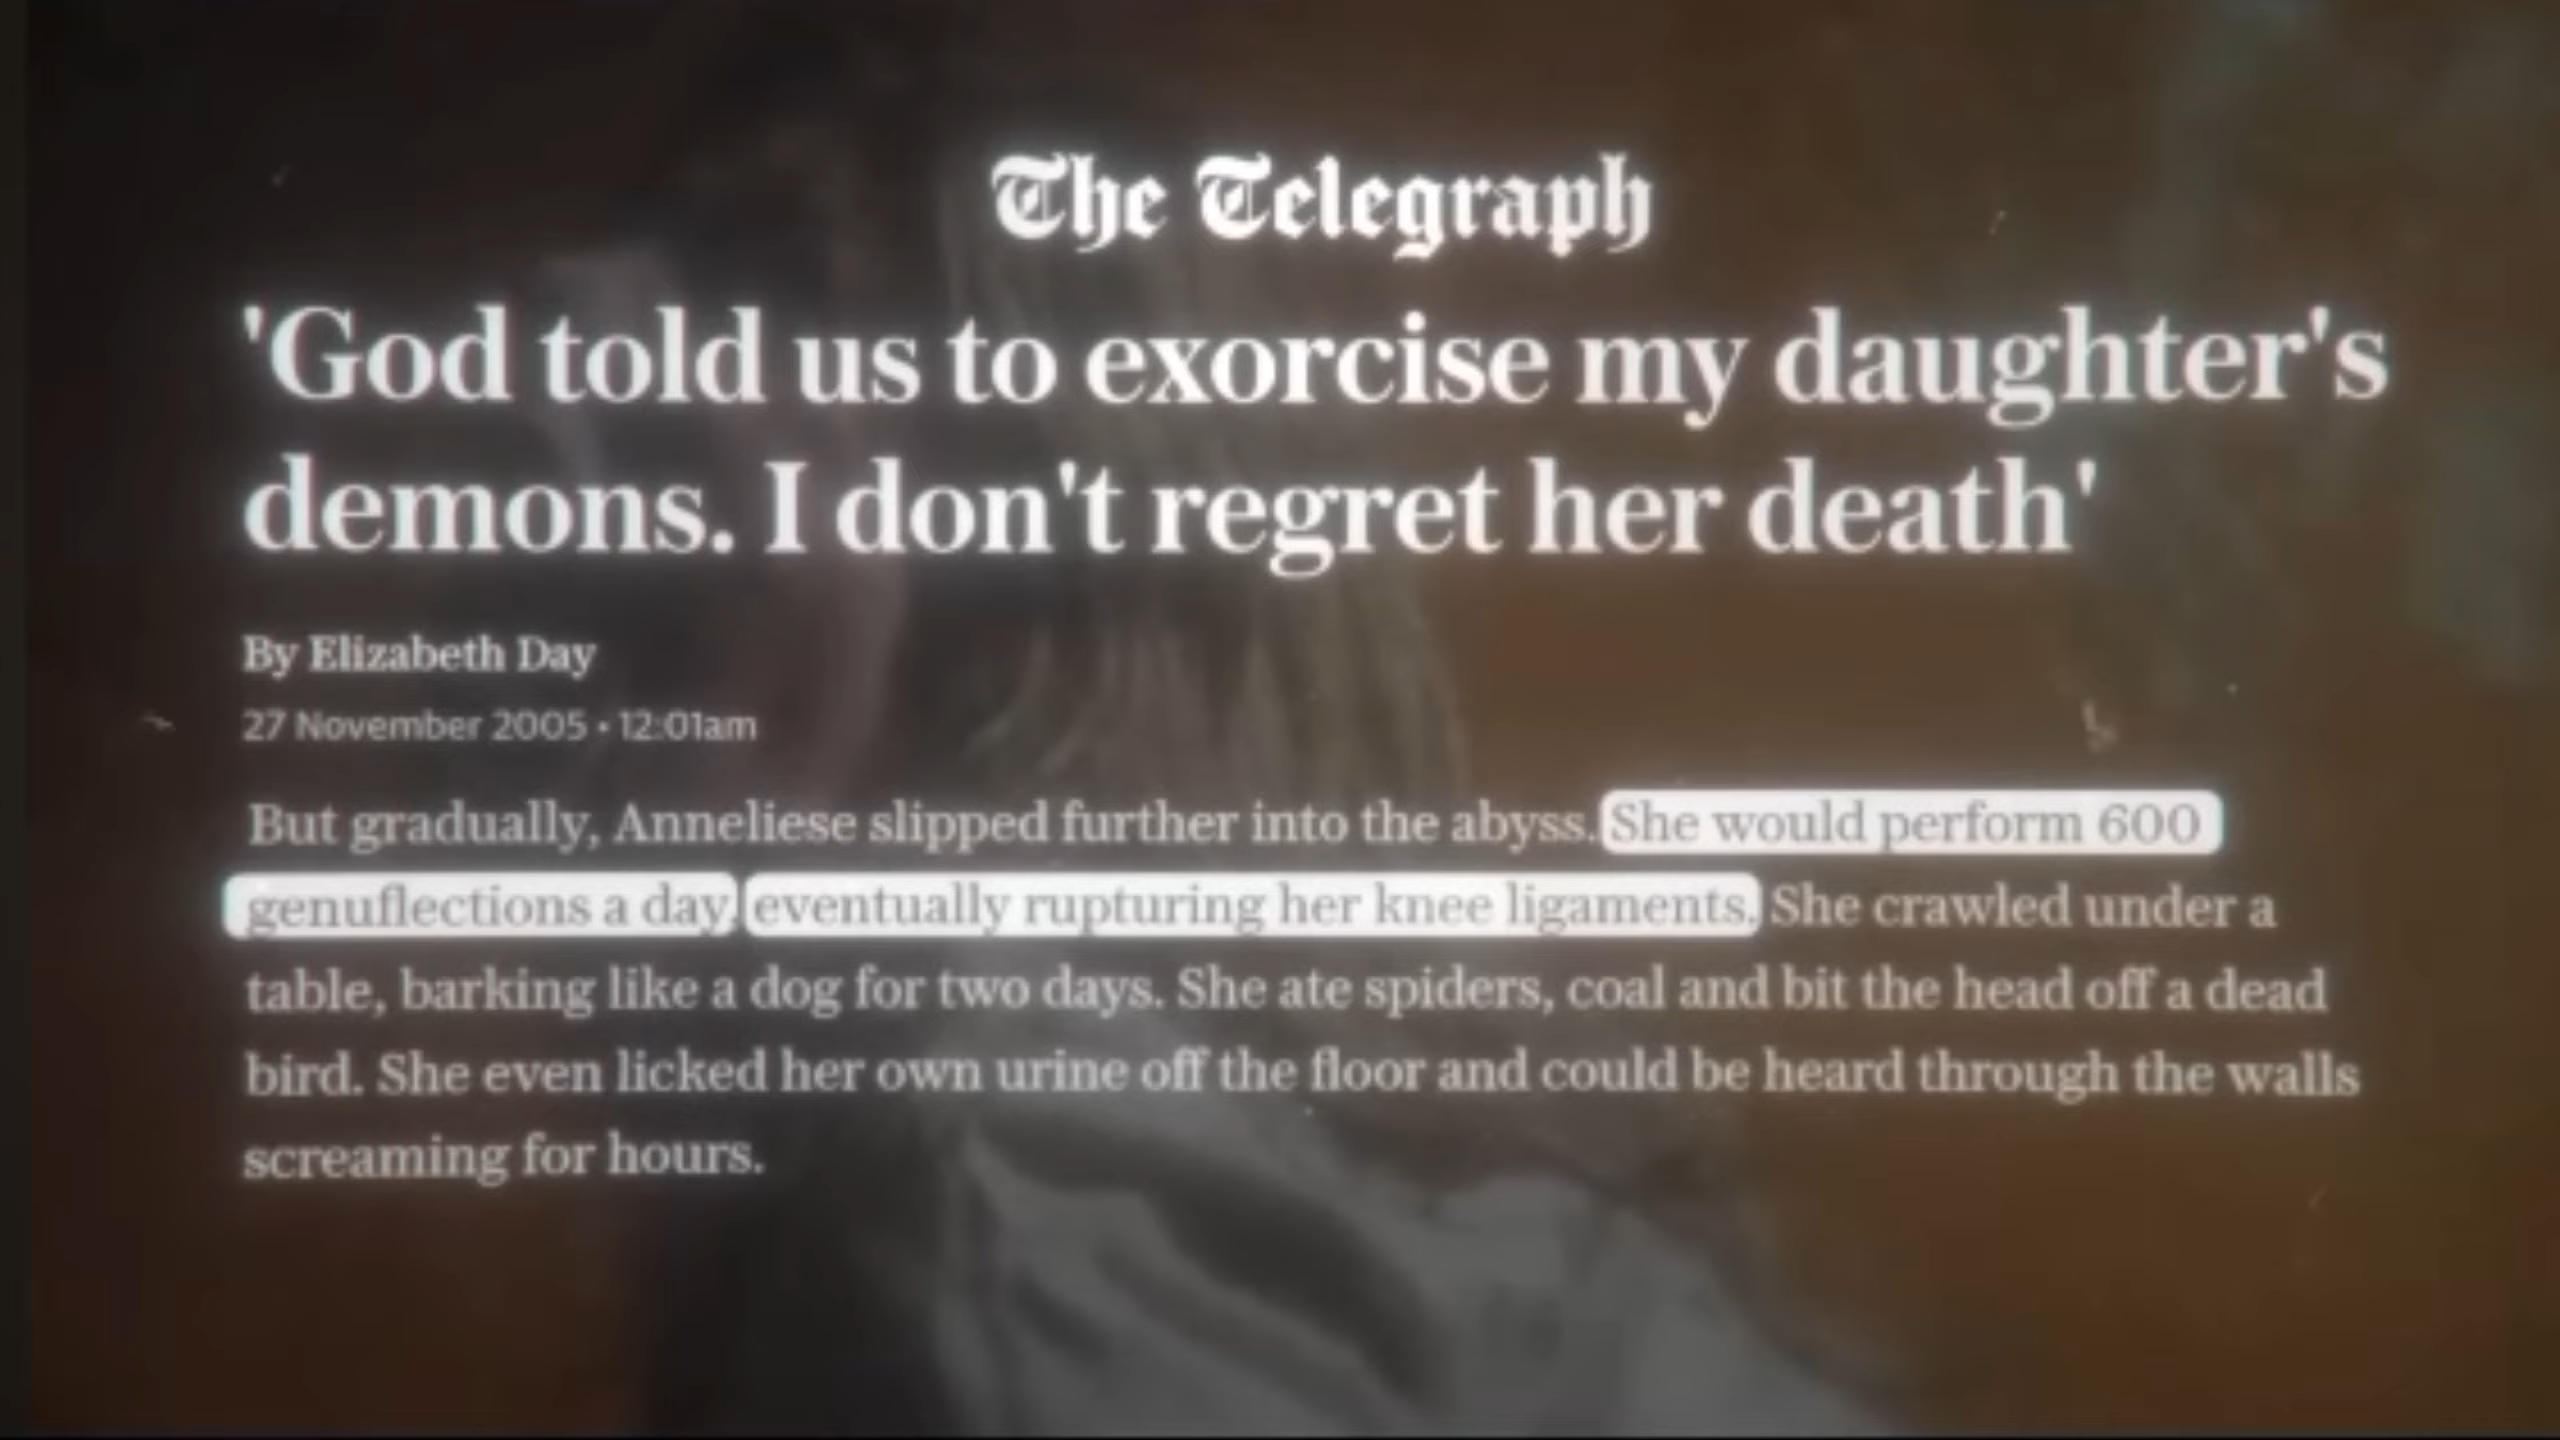 The Telegraph
'God told us to exorcise my daughter's
demons. I don't regret her death'
By Elizabeth Day
27 November 2005 • 12:01am
But gradually, Anneliese slipped further into the abyss. She would perform 600
genuflections a day, eventually rupturing her knee ligaments. She crawled under a
table, barking like a dog for two days. She ate spiders, coal and bit the head off a dead
bird. She even licked her own urine off the floor and could be heard through the walls
screaming for hours.